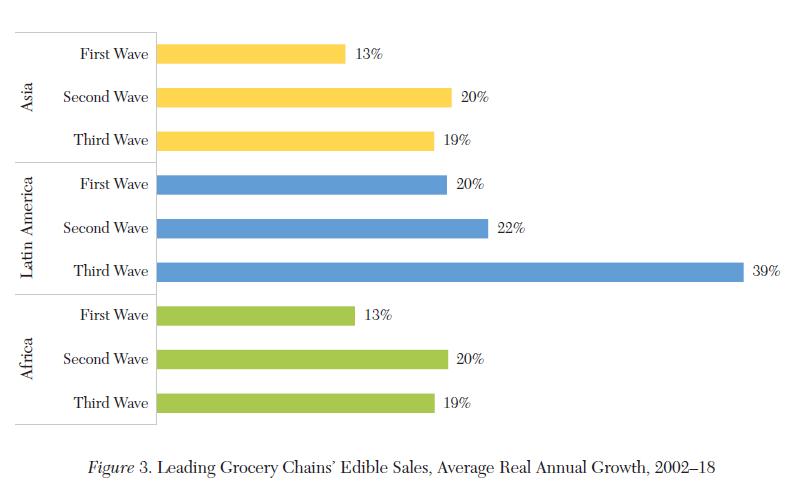 Asia
First Wave 13%
Second Wave 20%
Third Wave 19%
Latin America
First Wave 20%
Second Wave 22%
Third Wave 39%
Africa
First Wave 13%
Second Wave 20%
Third Wave 19%
Figure 3. Leading Grocery Chains’ Edible Sales, Average Real Annual Growth, 2002–18